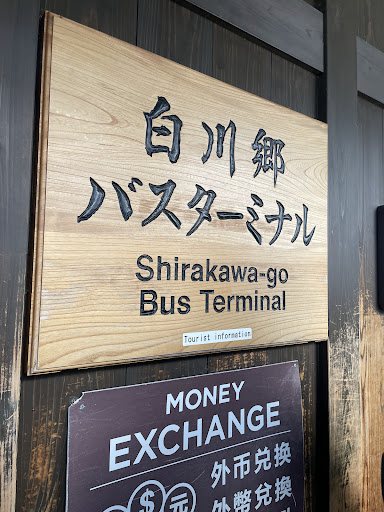 白川郷
バスターミナル
Shirakawa-go
Bus Terminal
Tourist information
MONEY
EXCHANGE
外币兑换
$ 元
外幣兌換